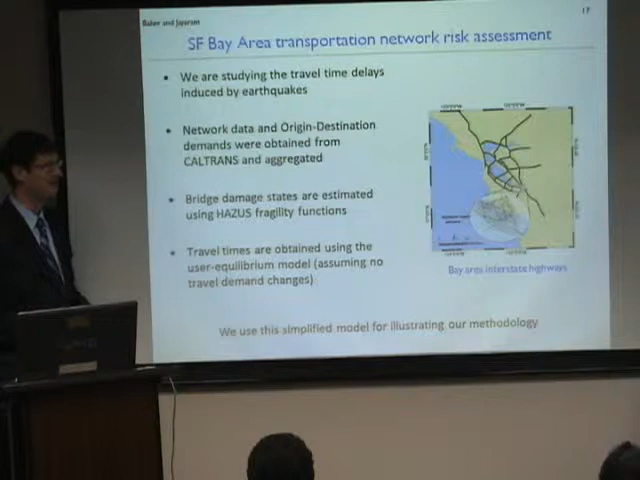 Baker and Jayaram
17
SF Bay Area transportation network risk assessment
• We are studying the travel time delays
induced by earthquakes
• Network data and Origin-Destination
demands were obtained from
CALTRANS and aggregated
• Bridge damage states are estimated
using HAZUS fragility functions
• Travel times are obtained using the
user-equilibrium model (assuming no
travel demand changes)
Bay area interstate highways
We use this simplified model for illustrating our methodology